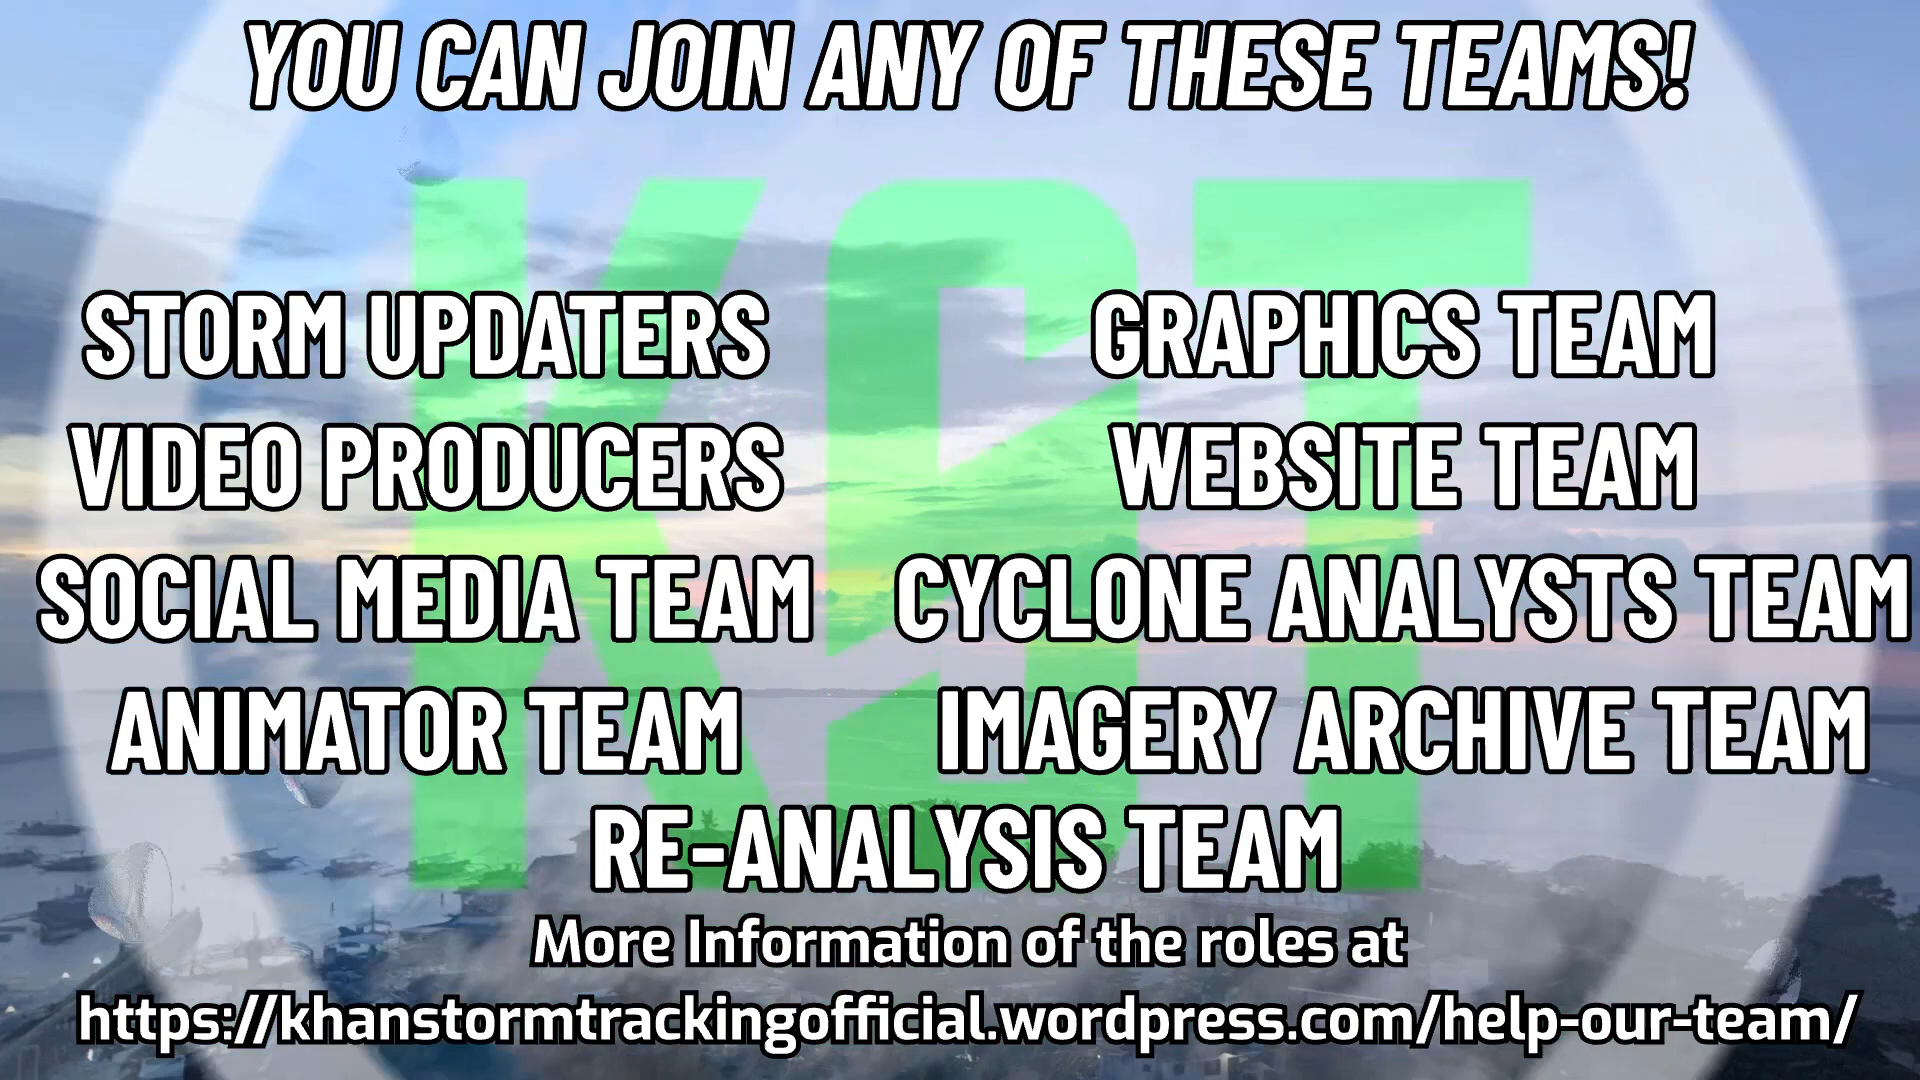 YOU CAN JOIN ANY OF THESE TEAMS!
KST
STORM UPDATERS
GRAPHICS TEAM
VIDEO PRODUCERS
WEBSITE TEAM
SOCIAL MEDIA TEAM
CYCLONE ANALYSTS TEAM
ANIMATOR TEAM
IMAGERY ARCHIVE TEAM
RE-ANALYSIS TEAM
More Information of the roles at
https://khanstormtrackingofficial.wordpress.com/help-our-team/